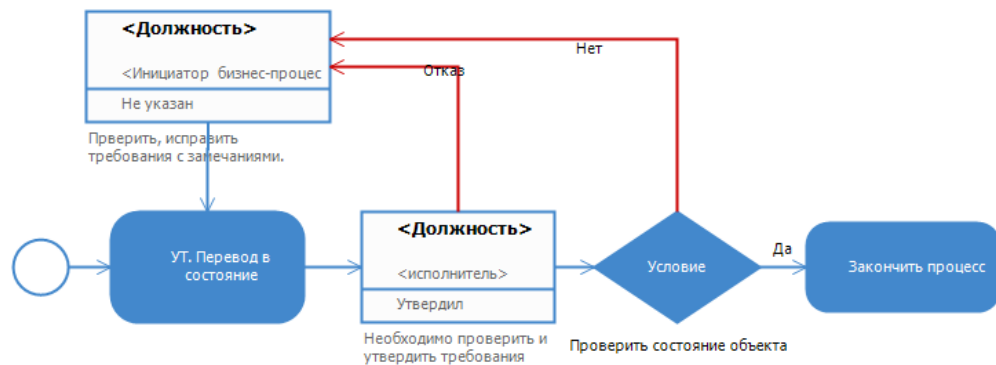 <Должность>
<Инициатор бизнес-процес
Не указан
Прверить, исправить
требования с замечаниями.
Нет
Отказ
УТ. Перевод в
состояние
<Должность>
<исполнитель>
Утвердил
Необходимо проверить и
утвердить требования
Условие
Проверить состояние объекта
Да
Закончить процесс